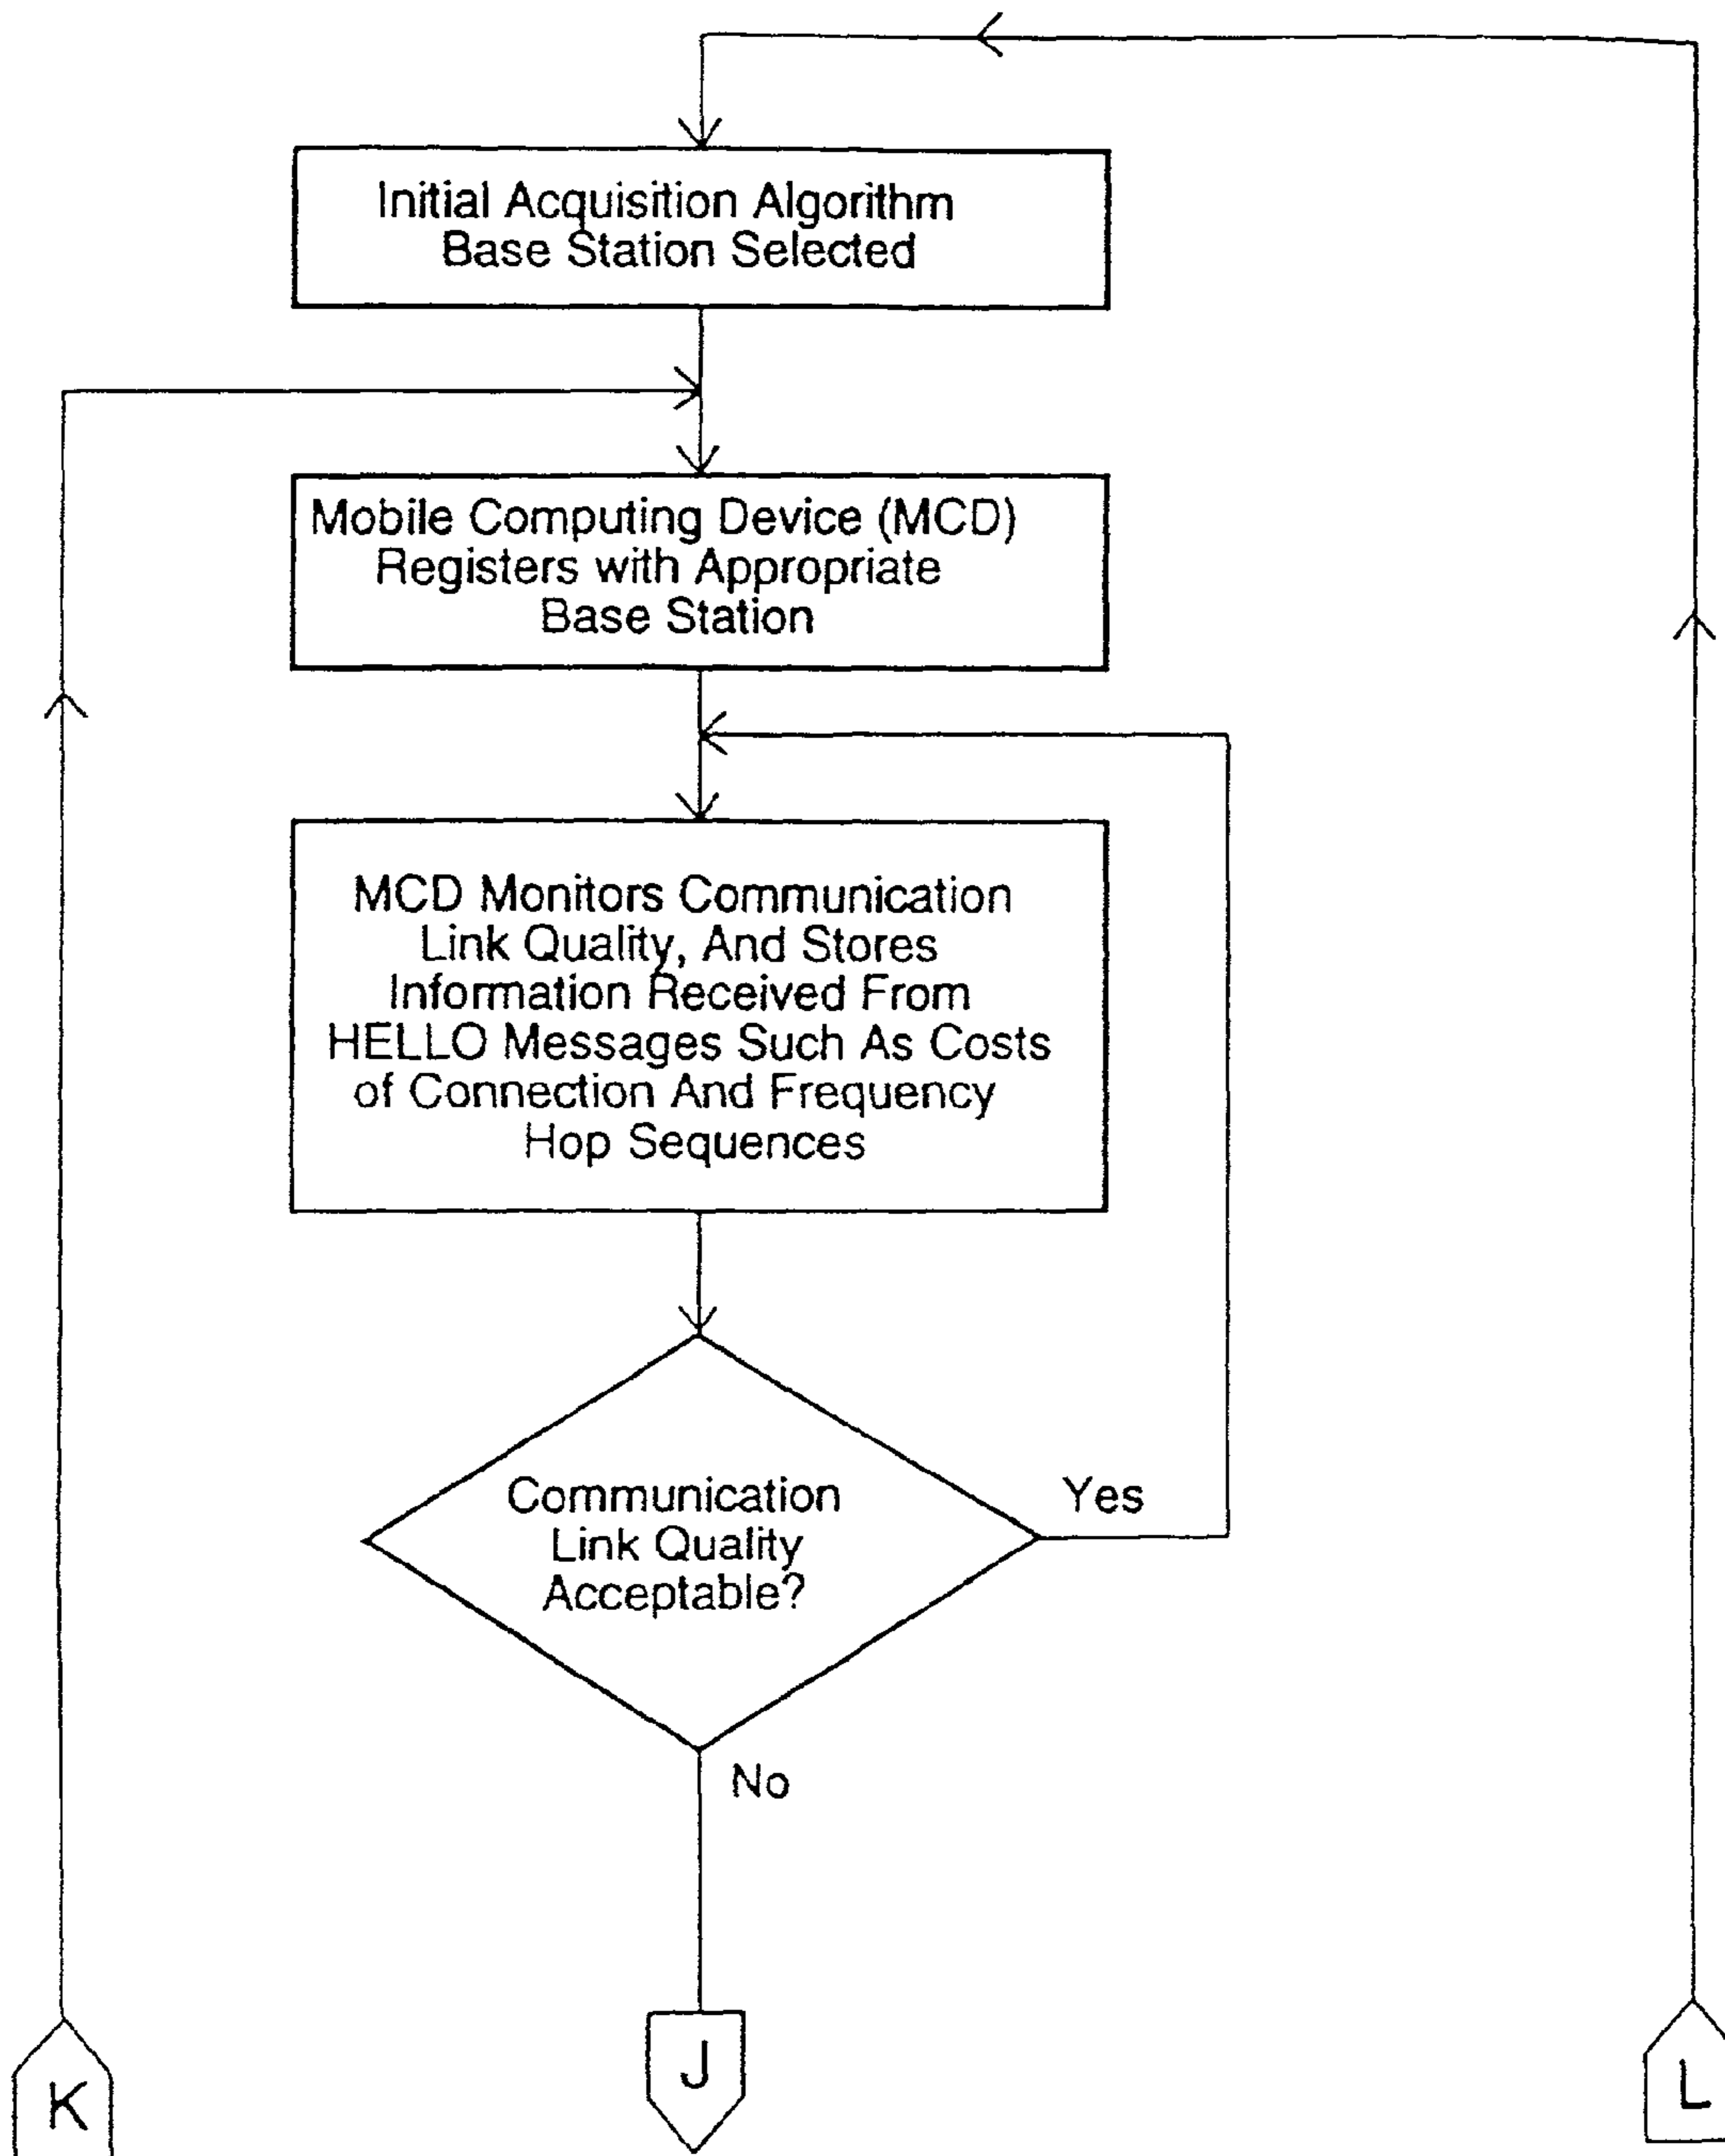 Initial Acquisition Algorithm
Base Station Selected
Mobile Computing Device (MCD)
Registers with Appropriate
Base Station
MCD Monitors Communication
Link Quality, And Stores
Information Received From
HELLO Messages Such As Costs
of Connection And Frequency
Hop Sequences
Communication
Link Quality
Acceptable?
Yes
No
K
J
L